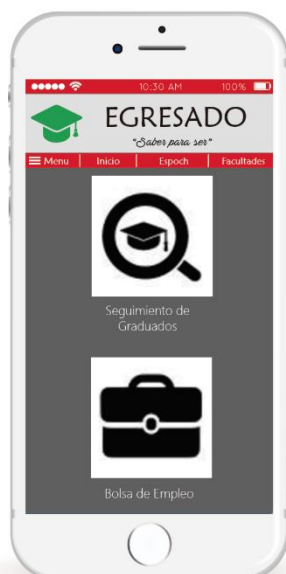 10:30 AM 100%
EGRESADO
"Saber para ser"
Menu Inicio Espoch Facultades
Seguimiento de
Graduados
Bolsa de Empleo